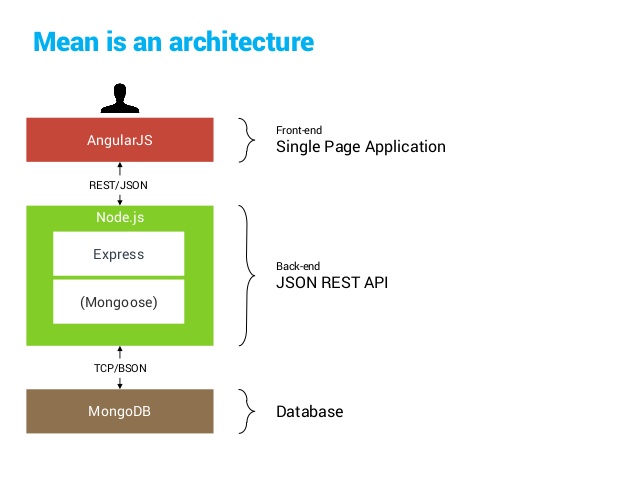 Mean is an architecture
AngularJS
Front-end
Single Page Application
REST/JSON
Node.js
Express
(Mongoose)
Back-end
JSON REST API
TCP/BSON
MongoDB
Database